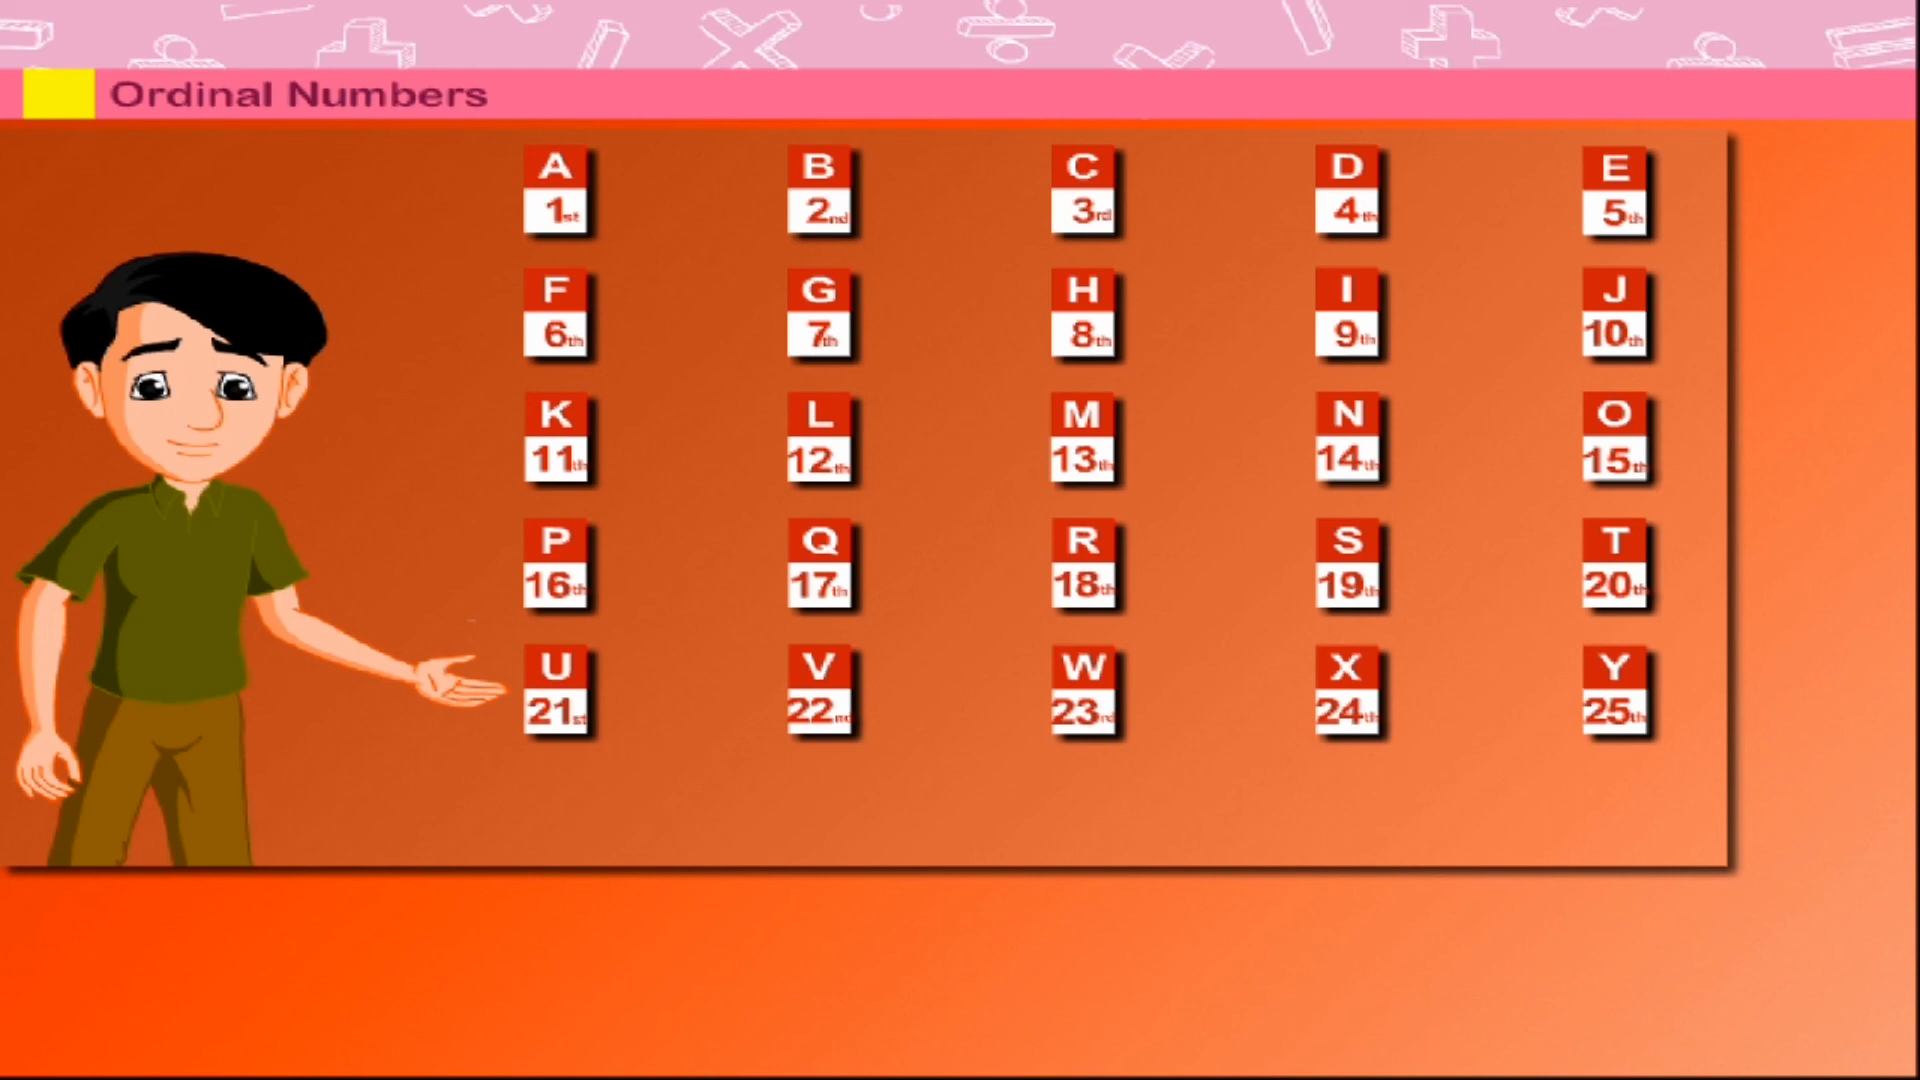 Ordinal Numbers
A B C D E
1st 2nd 3rd 4th 5th
F G H I J
6th 7th 8th 9th 10th
K L M N O
11th 12th 13th 14th 15th
P Q R S T
16th 17th 18th 19th 20th
U V W X Y
21st 22nd 23rd 24th 25th